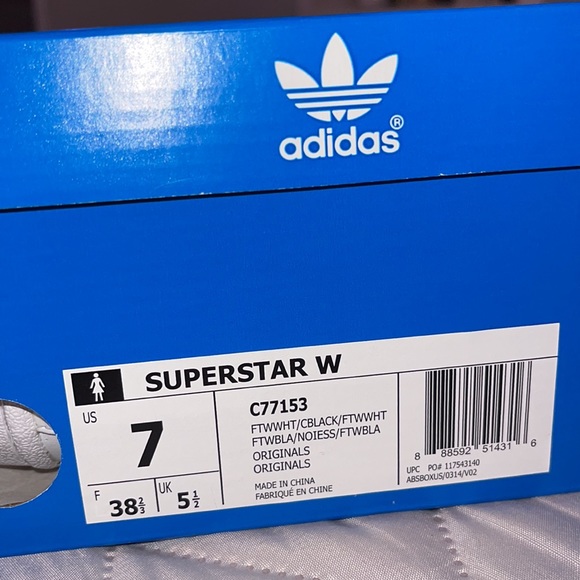 adidas®
SUPERSTAR W
US
7
F 38⅔
UK 5½
C77153
FTWWHT/CBLACK/FTWWHT
FTWBLA/NOIESS/FTWBLA
ORIGINALS
ORIGINALS
MADE IN CHINA
FABRIQUÉ EN CHINE
8 88592 51431 6
UPC PO# 117543140
ABSBOXUS/0314/V02